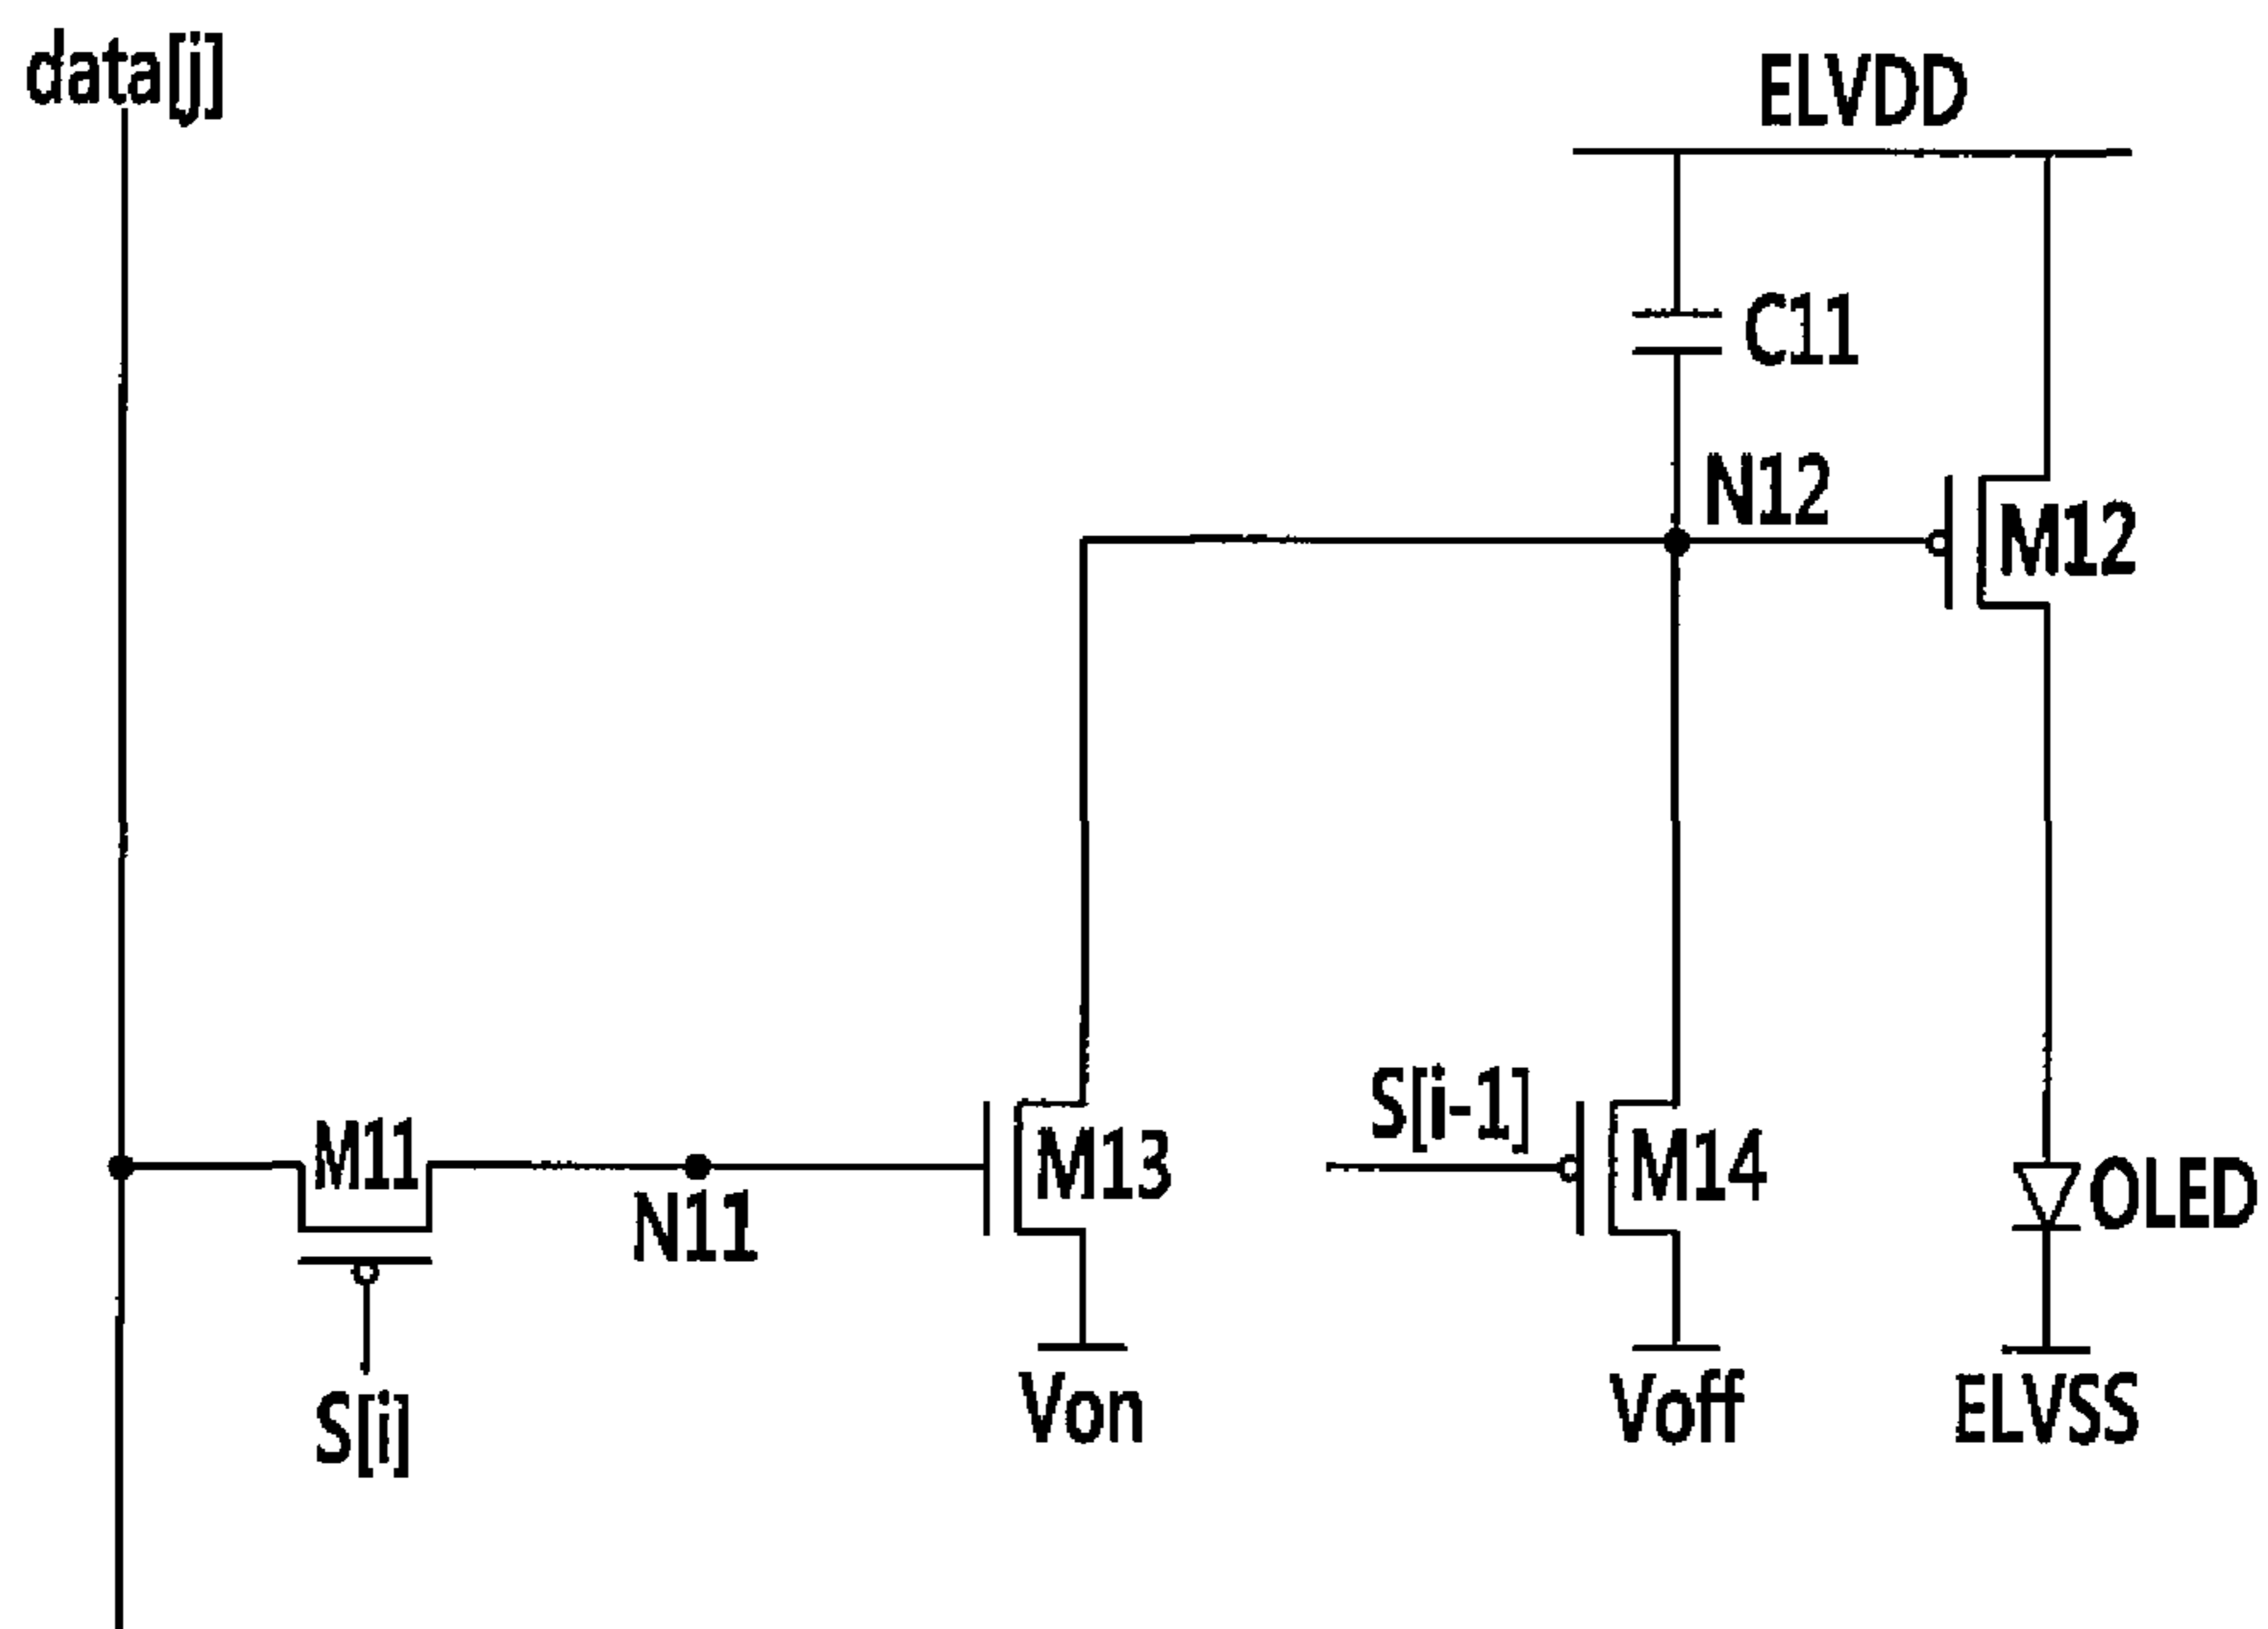 data[j]
ELVDD
C11
N12
M12
S[i-1]
M11
M13
M14
OLED
N11
Von
Voff
ELVSS
S[i]